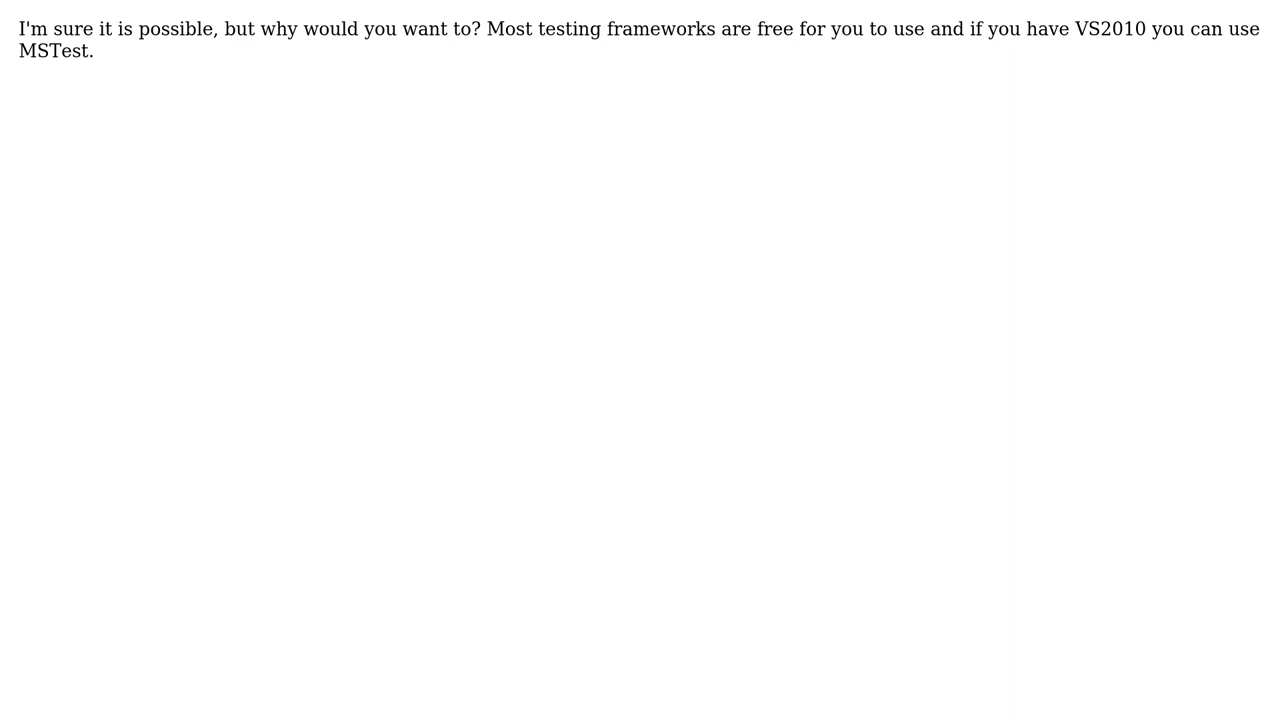 I'm sure it is possible, but why would you want to? Most testing frameworks are free for you to use and if you have VS2010 you can use
MSTest.